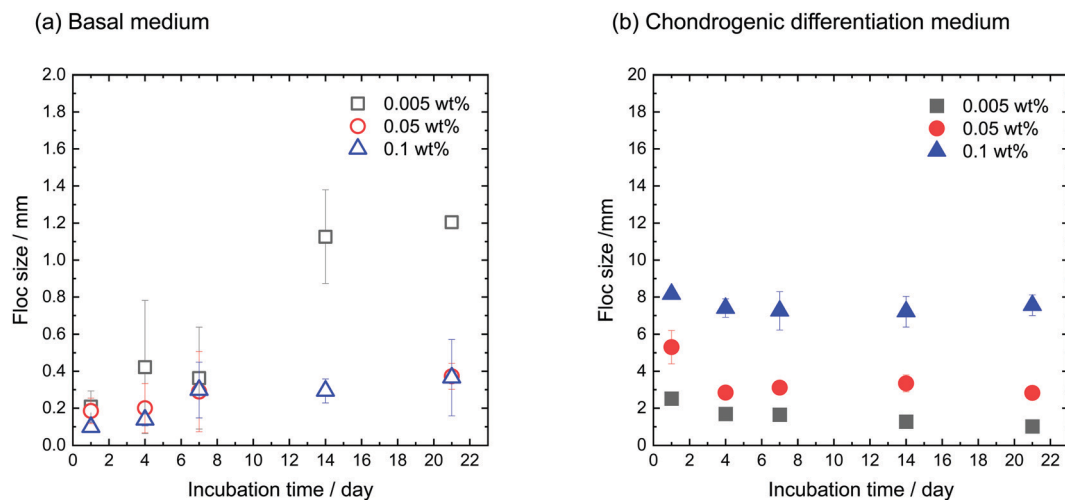 (a) Basal medium
2.0
1.8
1.6
1.4
1.2
1.0
0.8
0.6
0.4
0.2
0.0
Floc size / mm
0.005 wt%
0.05 wt%
0.1 wt%
0 2 4 6 8 10 12 14 16 18 20 22
Incubation time / day
(b) Chondrogenic differentiation medium
20
18
16
14
12
10
8
6
4
2
0
Floc size /mm
0.005 wt%
0.05 wt%
0.1 wt%
0 2 4 6 8 10 12 14 16 18 20 22
Incubation time / day